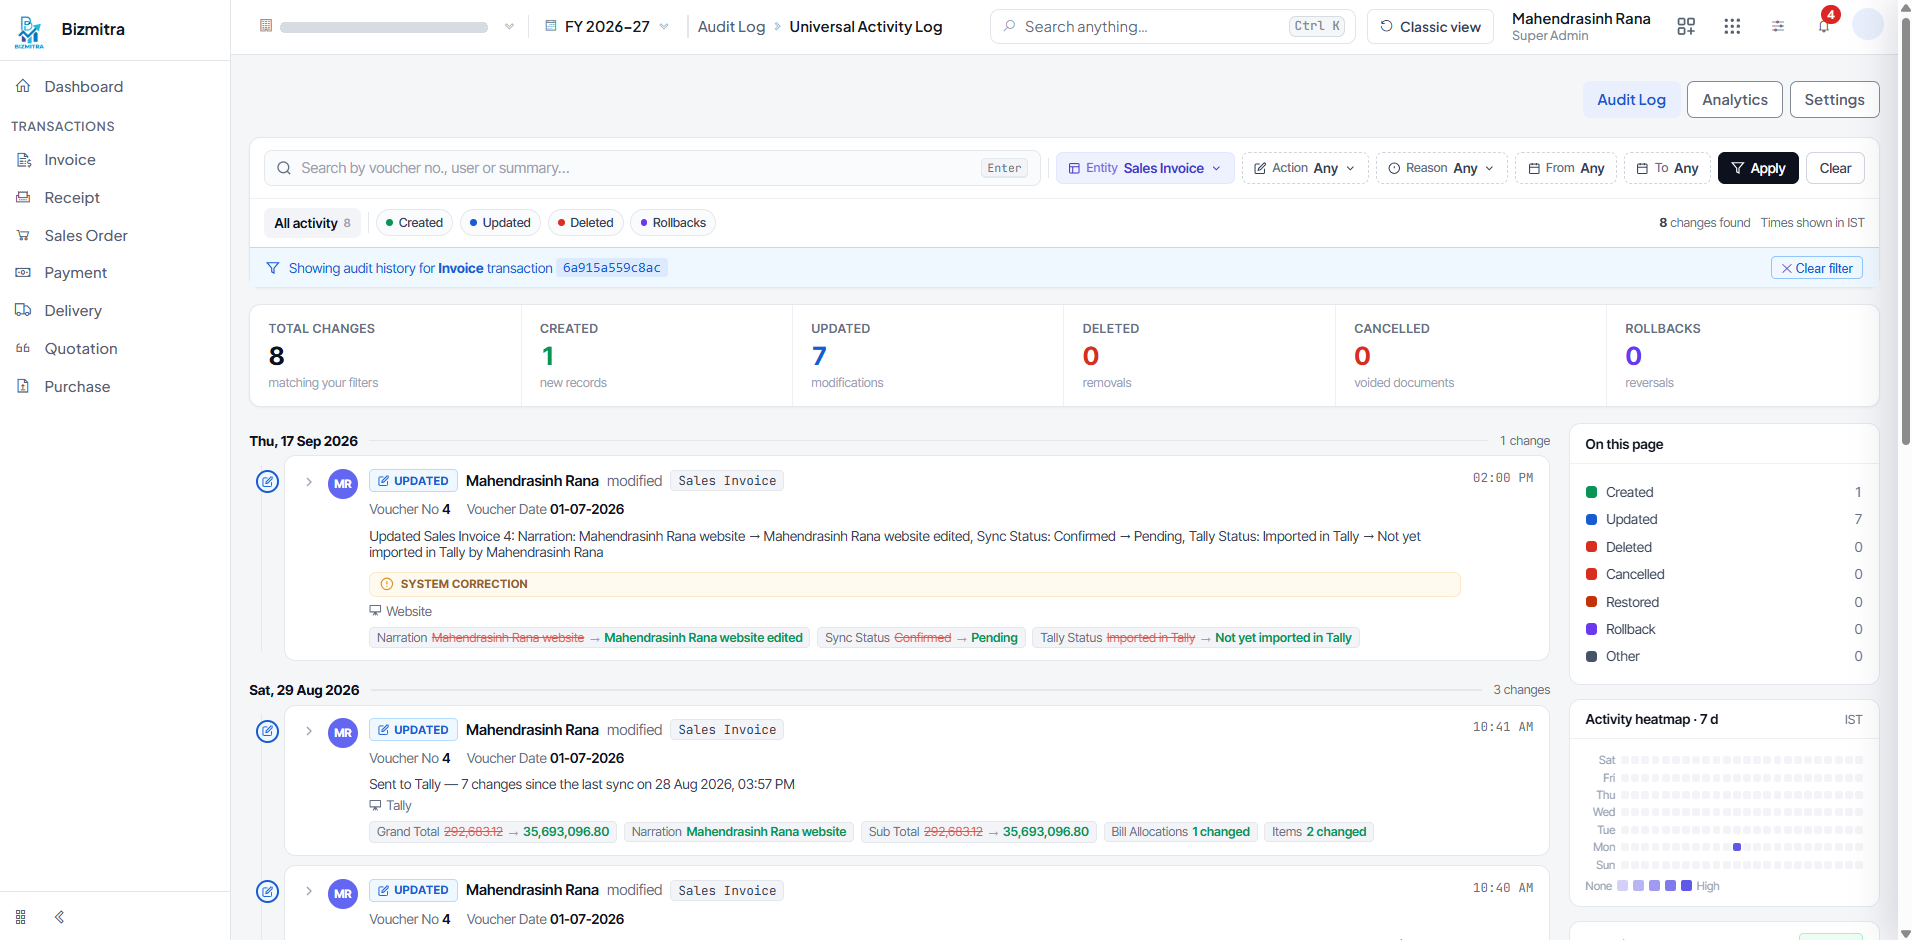 BIZMITRA
Bizmitra
FY 2026-27
Audit Log
Universal Activity Log
Search anything...
Ctrl K
Classic view
Mahendrasinh Rana
Super Admin
4
Dashboard
TRANSACTIONS
Invoice
Receipt
Sales Order
Payment
Delivery
Quotation
Purchase
Audit Log
Analytics
Settings
Search by voucher no., user or summary...
Enter
Entity Sales Invoice
Action Any
Reason Any
From Any
To Any
Apply
Clear
All activity 8
Created
Updated
Deleted
Rollbacks
8 changes found
Times shown in IST
Showing audit history for Invoice transaction 6a915a559c8ac
Clear filter
TOTAL CHANGES
8
matching your filters
CREATED
1
new records
UPDATED
7
modifications
DELETED
0
removals
CANCELLED
0
voided documents
ROLLBACKS
0
reversals
Thu, 17 Sep 2026
1 change
MR
UPDATED Mahendrasinh Rana modified Sales Invoice
02:00 PM
Voucher No 4 Voucher Date 01-07-2026
Updated Sales Invoice 4: Narration: Mahendrasinh Rana website → Mahendrasinh Rana website edited, Sync Status: Confirmed → Pending, Tally Status: Imported in Tally → Not yet
imported in Tally by Mahendrasinh Rana
SYSTEM CORRECTION
Website
Narration Mahendrasinh Rana website → Mahendrasinh Rana website edited
Sync Status Confirmed → Pending
Tally Status Imported in Tally → Not yet imported in Tally
Sat, 29 Aug 2026
3 changes
MR
UPDATED Mahendrasinh Rana modified Sales Invoice
10:41 AM
Voucher No 4 Voucher Date 01-07-2026
Sent to Tally — 7 changes since the last sync on 28 Aug 2026, 03:57 PM
Tally
Grand Total 292,683.12 → 35,693,096.80
Narration Mahendrasinh Rana website
Sub Total 292,683.12 → 35,693,096.80
Bill Allocations 1 changed
Items 2 changed
MR
UPDATED Mahendrasinh Rana modified Sales Invoice
10:40 AM
Voucher No 4 Voucher Date 01-07-2026
On this page
Created 1
Updated 7
Deleted 0
Cancelled 0
Restored 0
Rollback 0
Other 0
Activity heatmap · 7 d
IST
Sat
Fri
Thu
Wed
Tue
Mon
Sun
None
High